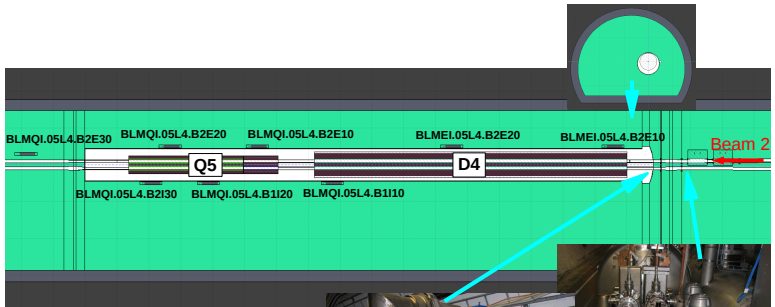 BLMQI.05L4.B2E30
BLMQI.05L4.B2E20
BLMQI.05L4.B2E10
BLMEI.05L4.B2E20
BLMEI.05L4.B2E10
Beam 2
Q5
D4
BLMQI.05L4.B2I30
BLMQI.05L4.B1I20
BLMQI.05L4.B1I10